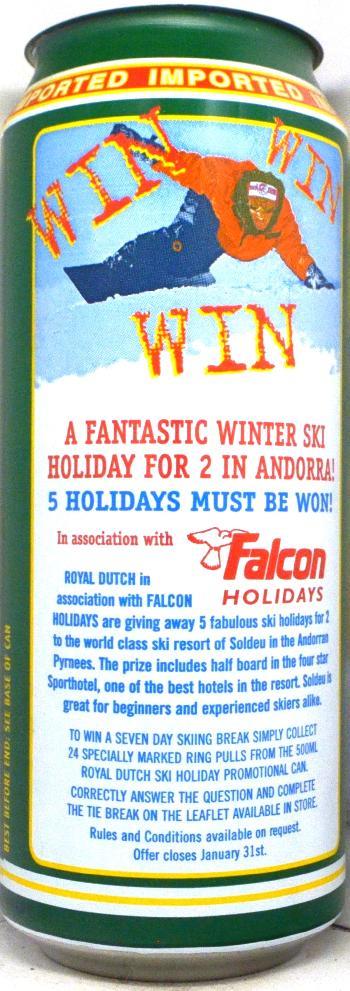 PORTED IMPORTED
WIN WIN
WIN
A FANTASTIC WINTER SKI
HOLIDAY FOR 2 IN ANDORRA!
5 HOLIDAYS MUST BE WON!
In association with Falcon
HOLIDAYS
ROYAL DUTCH in
association with FALCON
HOLIDAYS are giving away 5 fabulous ski holidays for 2
to the world class ski resort of Soldeu in the Andorran
Pyrnees. The prize includes half board in the four star
Sporthotel, one of the best hotels in the resort. Soldeu is
great for beginners and experienced skiers alike.
TO WIN A SEVEN DAY SKIING BREAK SIMPLY COLLECT
24 SPECIALLY MARKED RING PULLS FROM THE 500ML
ROYAL DUTCH SKI HOLIDAY PROMOTIONAL CAN.
CORRECTLY ANSWER THE QUESTION AND COMPLETE
THE TIE BREAK ON THE LEAFLET AVAILABLE IN STORE.
Rules and Conditions available on request.
Offer closes January 31st.
BEST BEFORE END: SEE BASE OF CAN